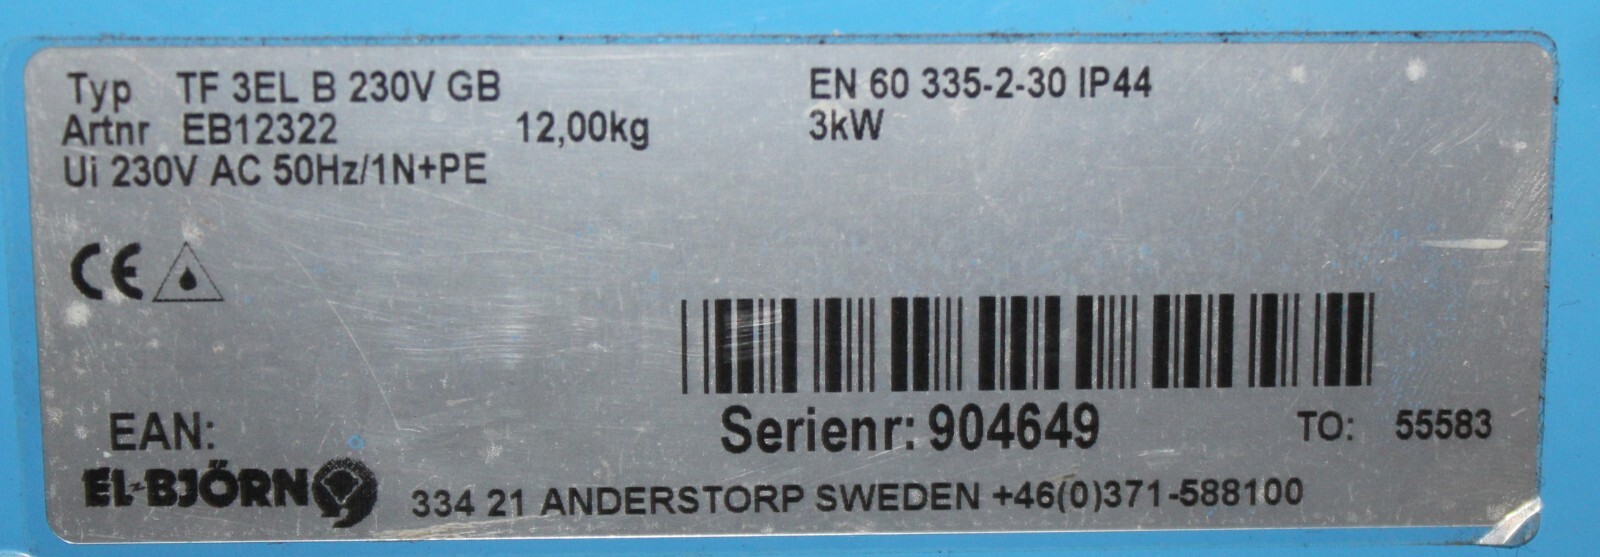 Typ TF 3EL B 230V GB EN 60 335-2-30 IP44
Artnr EB12322 12,00kg 3kW
Ui 230V AC 50Hz/1N+PE
CE
Serienr: 904649 TO: 55583
EAN:
EL-BJÖRN 334 21 ANDERSTORP SWEDEN +46(0)371-588100